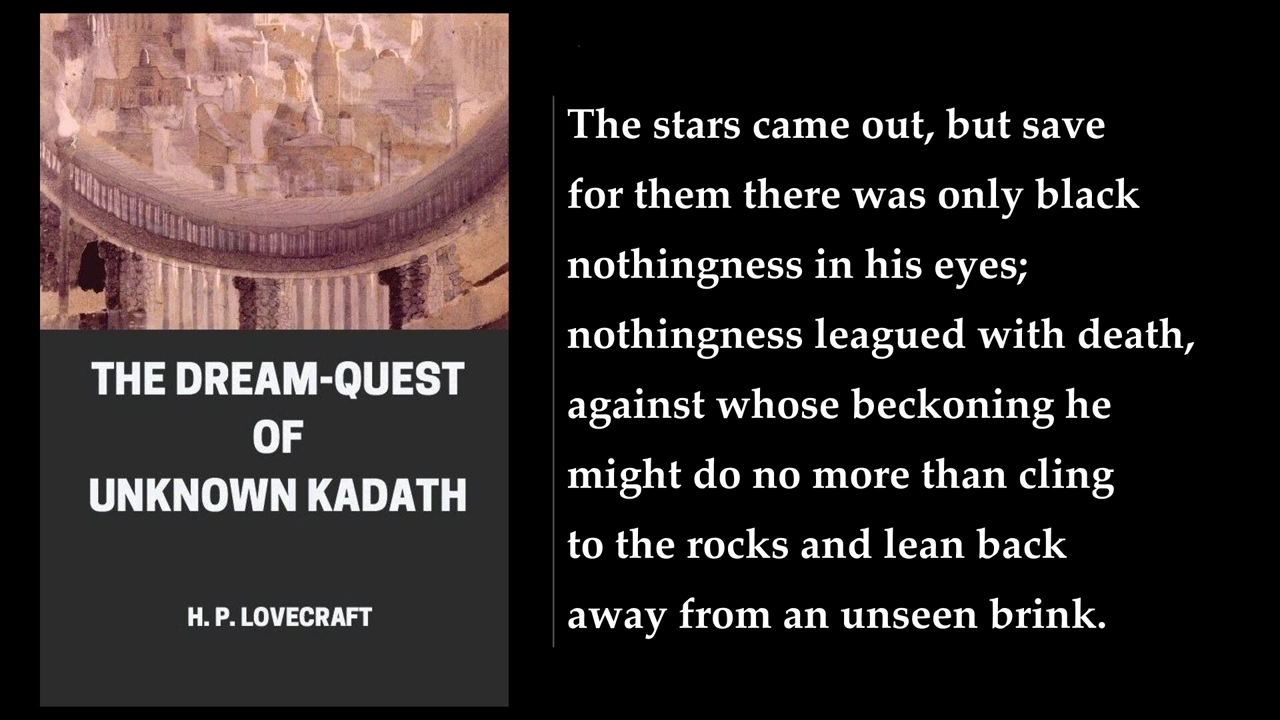 THE DREAM-QUEST
OF
UNKNOWN KADATH
H. P. LOVECRAFT
The stars came out, but save
for them there was only black
nothingness in his eyes;
nothingness leagued with death,
against whose beckoning he
might do no more than cling
to the rocks and lean back
away from an unseen brink.